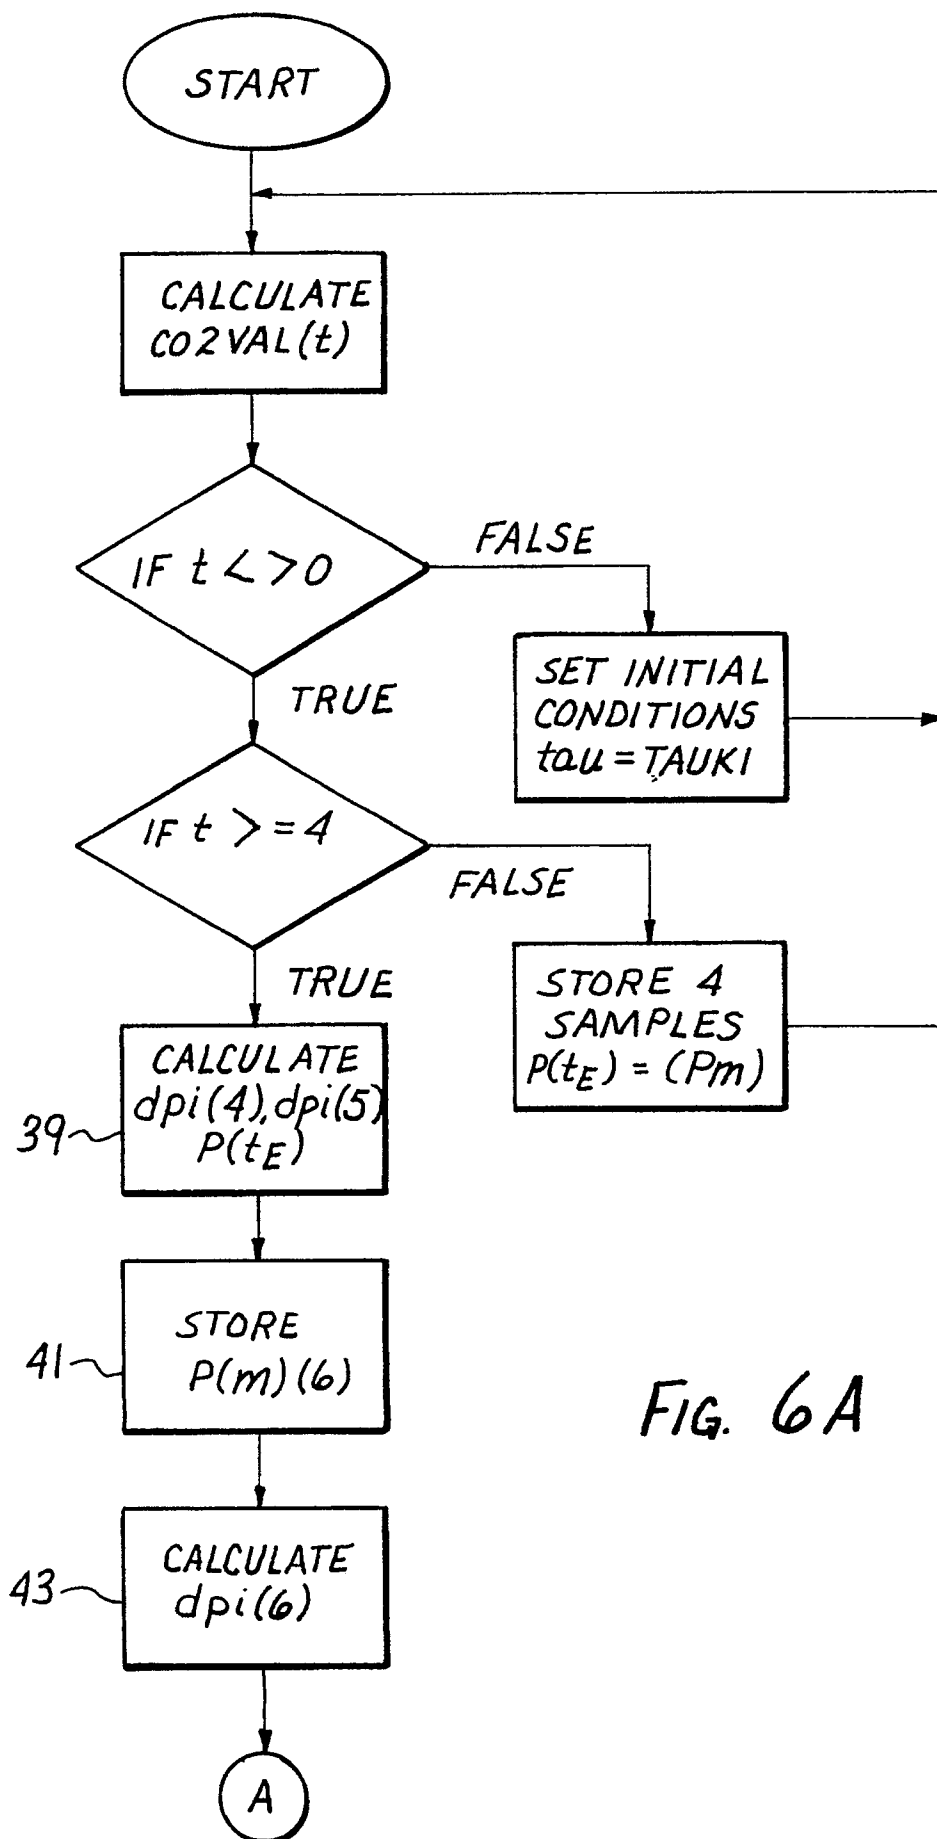 START
CALCULATE
CO2VAL(t)
IF t < > 0
FALSE
TRUE
SET INITIAL
CONDITIONS
tau = TAUKI
IF t > = 4
FALSE
TRUE
STORE 4
SAMPLES
P(tE) = (Pm)
39
CALCULATE
dpi(4), dpi(5)
P(tE)
41
STORE
P(m)(6)
FIG. 6A
43
CALCULATE
dpi(6)
A